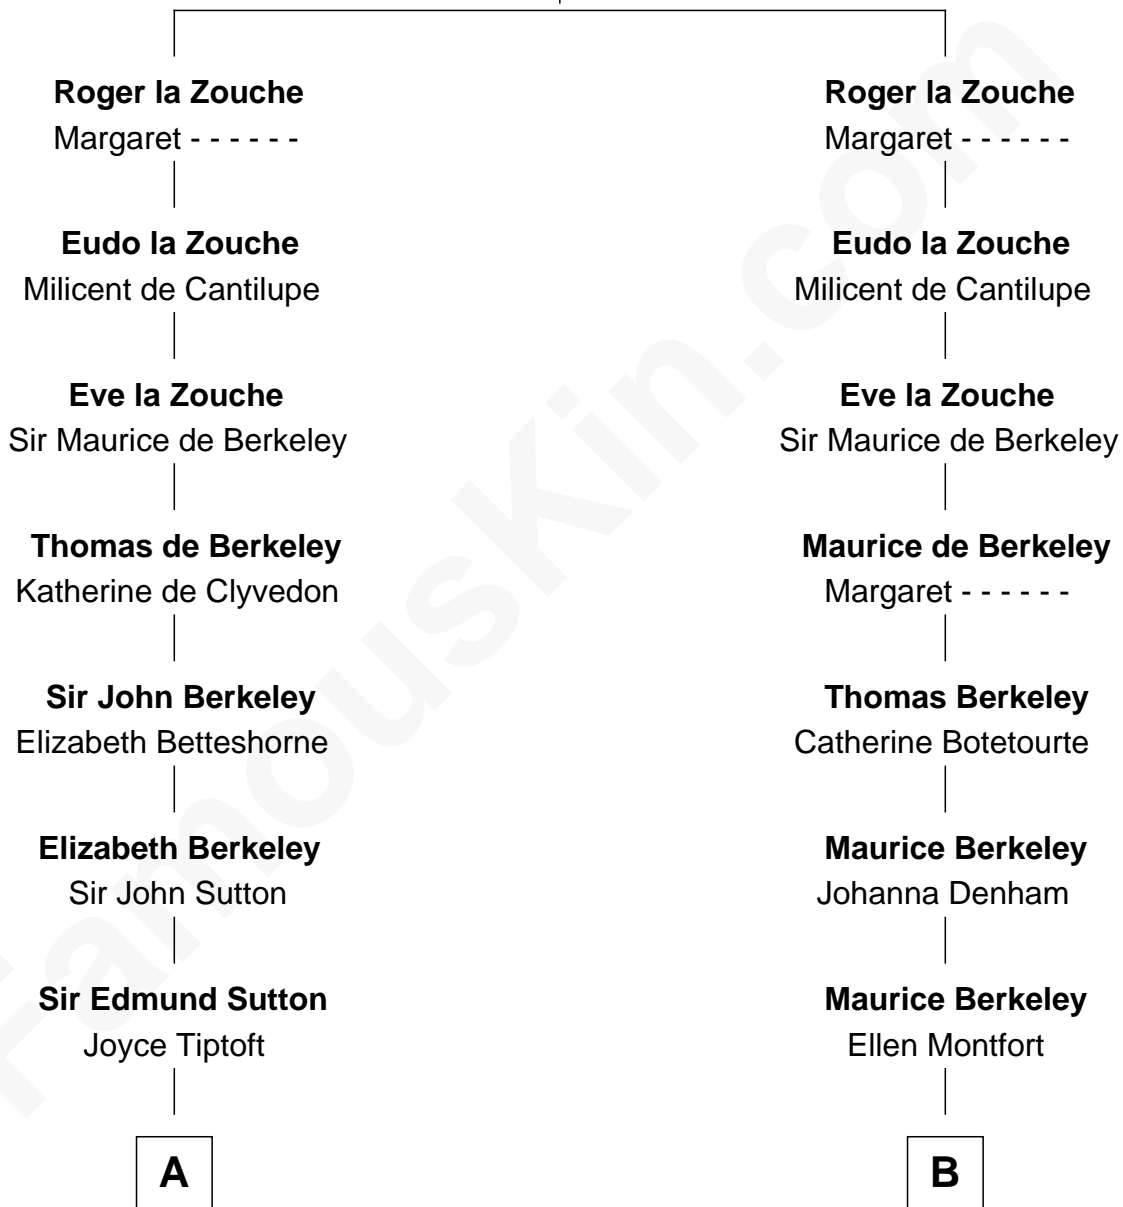 Roger la Zouche
Margaret - - - - - -
Eudo la Zouche
Milicent de Cantilupe
Eve la Zouche
Sir Maurice de Berkeley
Thomas de Berkeley
Katherine de Clyvedon
Sir John Berkeley
Elizabeth Betteshorne
Elizabeth Berkeley
Sir John Sutton
Sir Edmund Sutton
Joyce Tiptoft
A
Roger la Zouche
Margaret - - - - - -
Eudo la Zouche
Milicent de Cantilupe
Eve la Zouche
Sir Maurice de Berkeley
Maurice de Berkeley
Margaret - - - - - -
Thomas Berkeley
Catherine Botetourte
Maurice Berkeley
Johanna Denham
Maurice Berkeley
Ellen Montfort
B
FamousKin.com